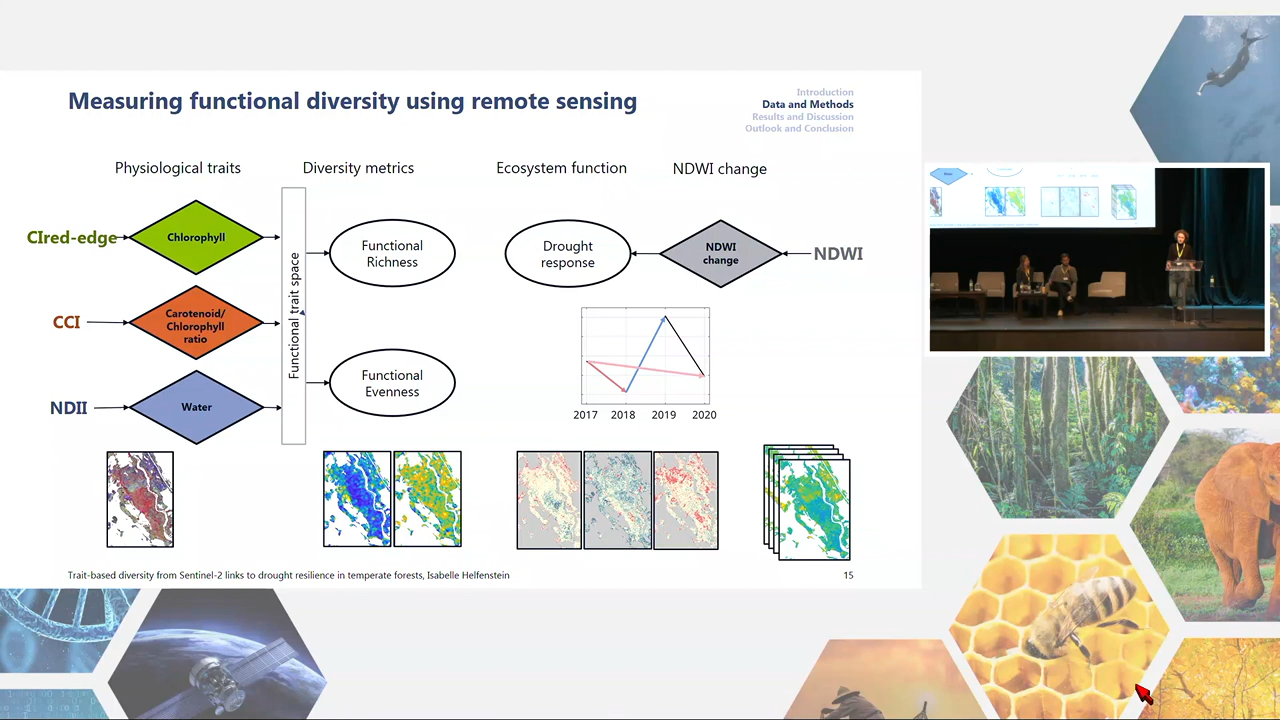 Measuring functional diversity using remote sensing
Introduction
Data and Methods
Results and Discussion
Outlook and Conclusion
Physiological traits
Diversity metrics
Ecosystem function
NDWI change
CIred-edge
Chlorophyll
CCI
Carotenoid/
Chlorophyll
ratio
NDII
Water
Functional trait space
Functional
Richness
Functional
Evenness
Drought
response
NDWI
change
NDWI
2017 2018 2019 2020
Trait-based diversity from Sentinel-2 links to drought resilience in temperate forests, Isabelle Helfenstein
15